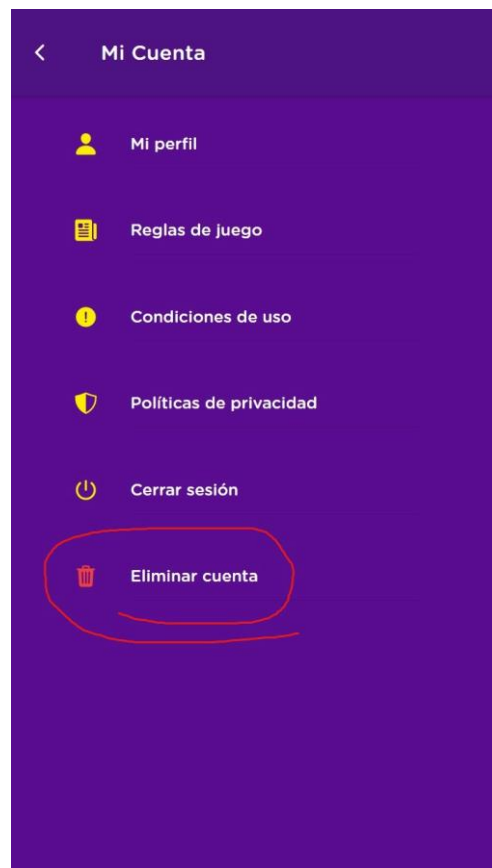 Mi Cuenta
Mi perfil
Reglas de juego
Condiciones de uso
Políticas de privacidad
Cerrar sesión
Eliminar cuenta